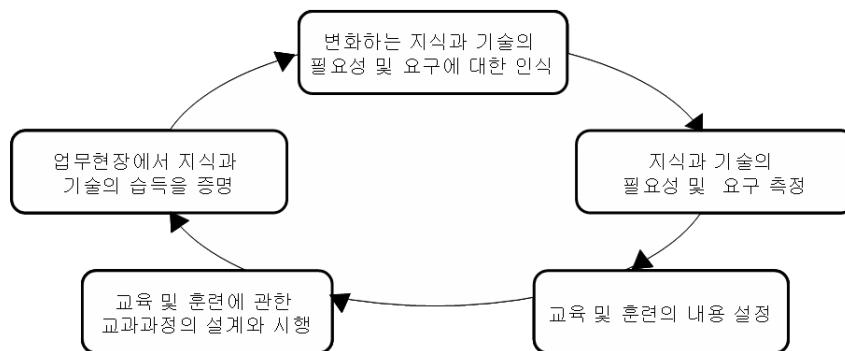 변화하는 지식과 기술의
필요성 및 요구에 대한 인식
지식과 기술의
필요성 및 요구 측정
교육 및 훈련의 내용 설정
교육 및 훈련에 관한
교과과정의 설계와 시행
업무현장에서 지식과
기술의 습득을 증명